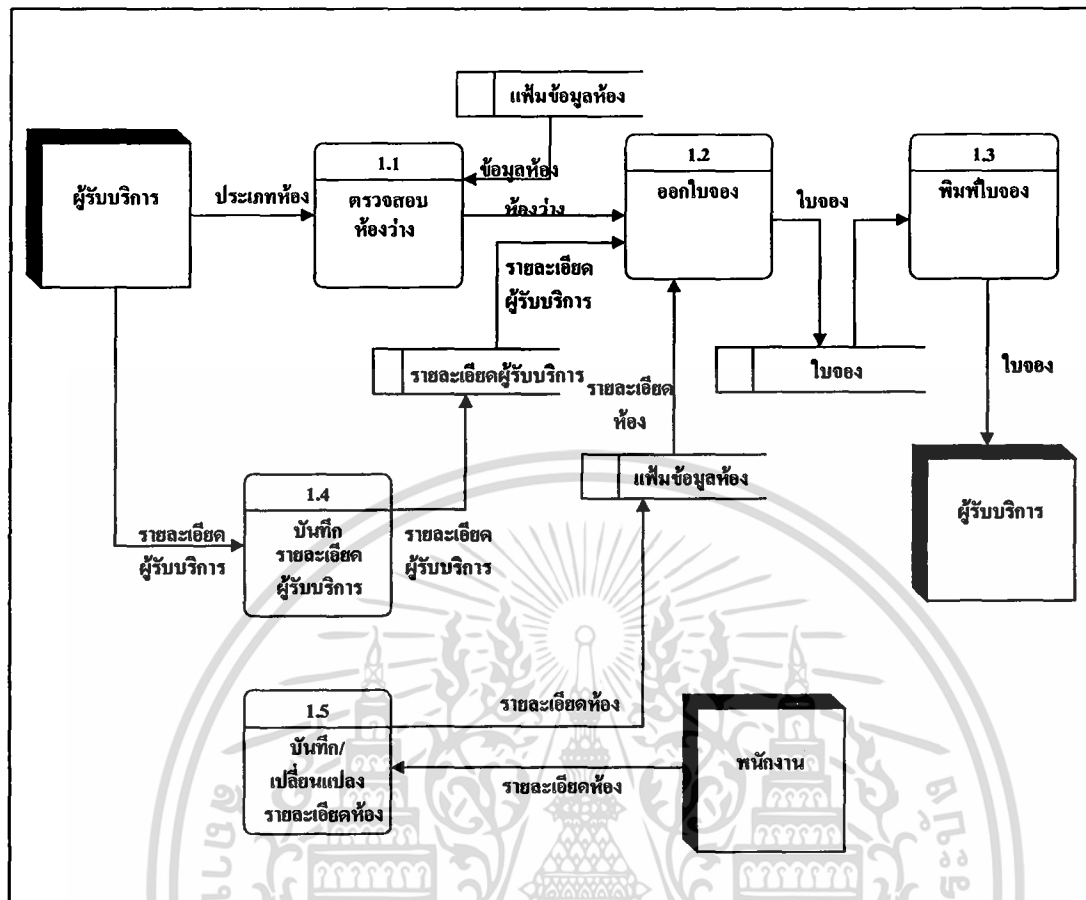 แฟ้มข้อมูลห้อง
ผู้รับบริการ
ประเภทห้อง
1.1
ตรวจสอบ
ห้องว่าง
ข้อมูลห้อง
ห้องว่าง
1.2
ออกใบจอง
ใบจอง
1.3
พิมพ์ใบจอง
รายละเอียด
ผู้รับบริการ
รายละเอียดผู้รับบริการ
รายละเอียด
ห้อง
ใบจอง
ใบจอง
แฟ้มข้อมูลห้อง
ผู้รับบริการ
รายละเอียด
ผู้รับบริการ
1.4
บันทึก
รายละเอียด
ผู้รับบริการ
รายละเอียด
ผู้รับบริการ
1.5
บันทึก/
เปลี่ยนแปลง
รายละเอียดห้อง
รายละเอียดห้อง
รายละเอียดห้อง
พนักงาน